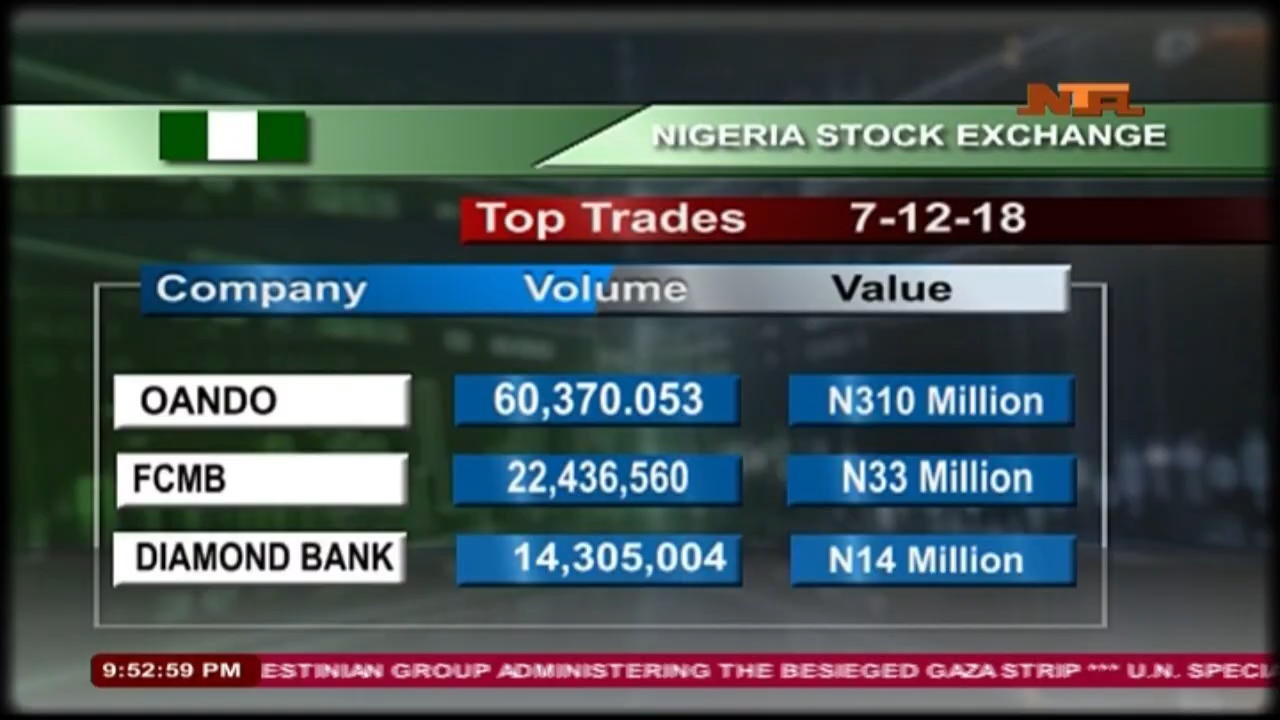 NTA
NIGERIA STOCK EXCHANGE
Top Trades 7-12-18
Company Volume Value
OANDO 60,370.053 N310 Million
FCMB 22,436,560 N33 Million
DIAMOND BANK 14,305,004 N14 Million
9:52:59 PM ESTINIAN GROUP ADMINISTERING THE BESIEGED GAZA STRIP *** U.N. SPECI